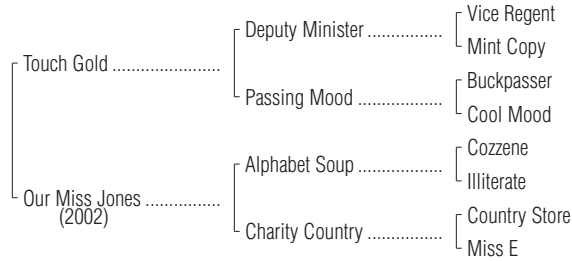 Vice Regent
Deputy Minister ................
Mint Copy
Touch Gold ......................
Buckpasser
Passing Mood ..................
Cool Mood
Cozzene
Alphabet Soup ..................
Illiterate
Our Miss Jones ...............
(2002)
Country Store
Charity Country ................
Miss E